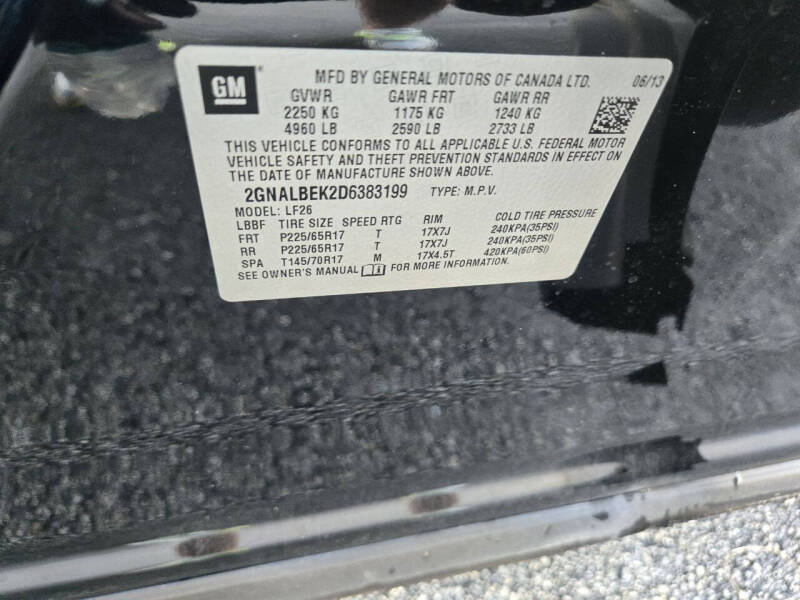 GM
MFD BY GENERAL MOTORS OF CANADA LTD. 06/13
GVWR GAWR FRT GAWR RR
2250 KG 1175 KG 1240 KG
4960 LB 2590 LB 2733 LB
THIS VEHICLE CONFORMS TO ALL APPLICABLE U.S. FEDERAL MOTOR
VEHICLE SAFETY AND THEFT PREVENTION STANDARDS IN EFFECT ON
THE DATE OF MANUFACTURE SHOWN ABOVE.
2GNALBEK2D6383199 TYPE: M.P.V.
MODEL: LF26
LBBF TIRE SIZE SPEED RTG RIM COLD TIRE PRESSURE
FRT P225/65R17 T 17X7J 240KPA(35PSI)
RR P225/65R17 T 17X7J 240KPA(35PSI)
SPA T145/70R17 M 17X4.5T 420KPA(60PSI)
SEE OWNER'S MANUAL FOR MORE INFORMATION.